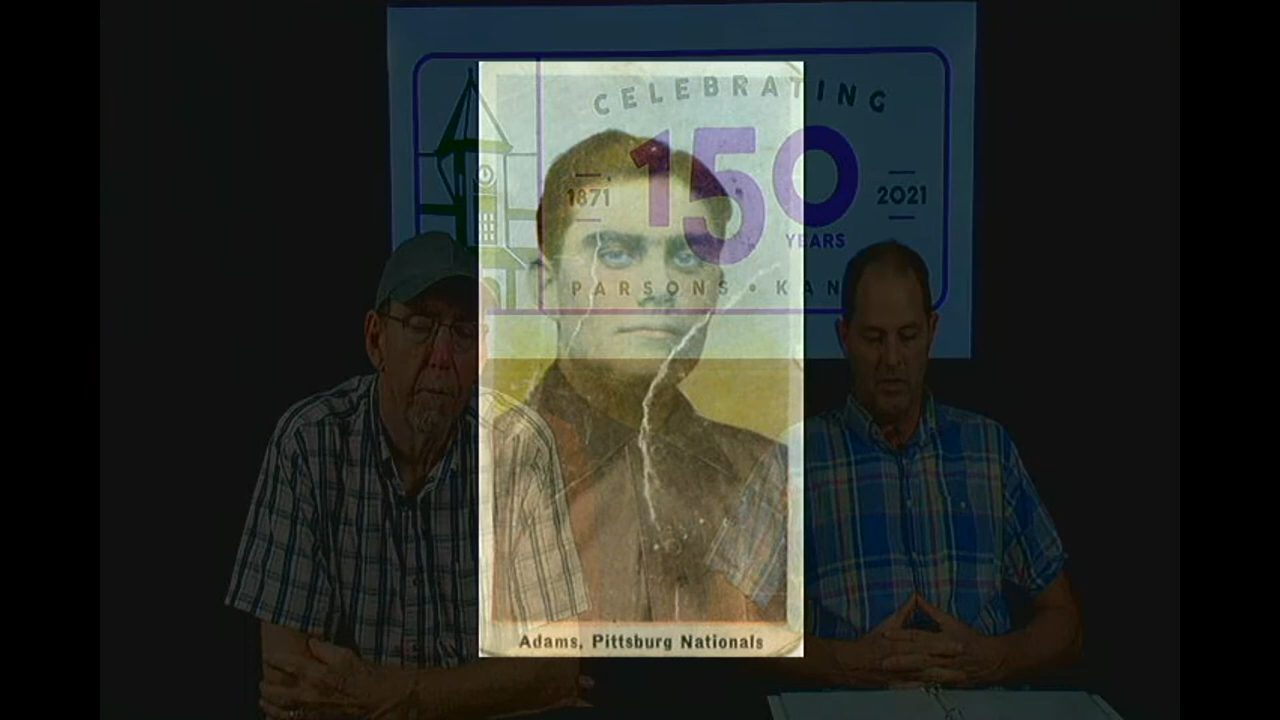 CELEBRATING
1871 150 2021
YEARS
PARSONS • KAN
Adams, Pittsburg Nationals